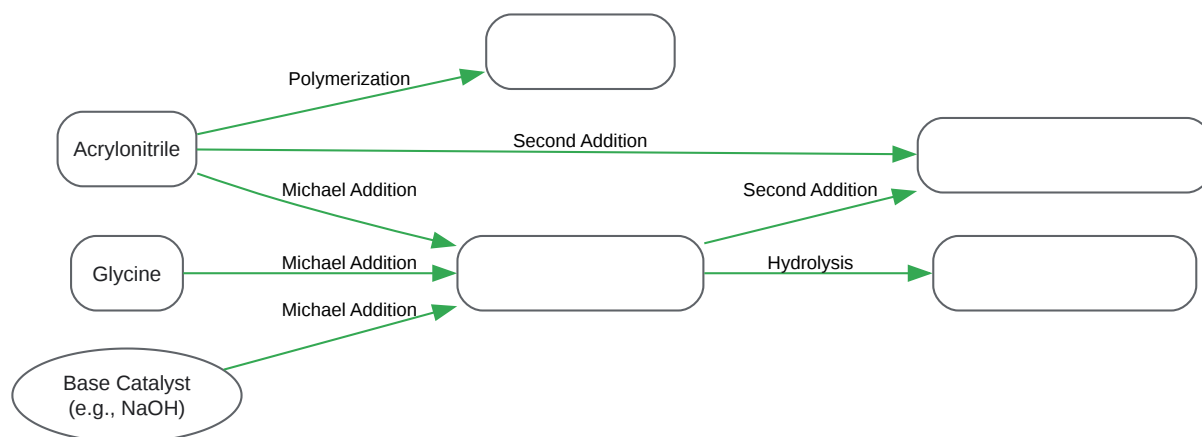 Polymerization
Second Addition
Acrylonitrile
Michael Addition
Second Addition
Glycine
Michael Addition
Hydrolysis
Michael Addition
Base Catalyst
(e.g., NaOH)